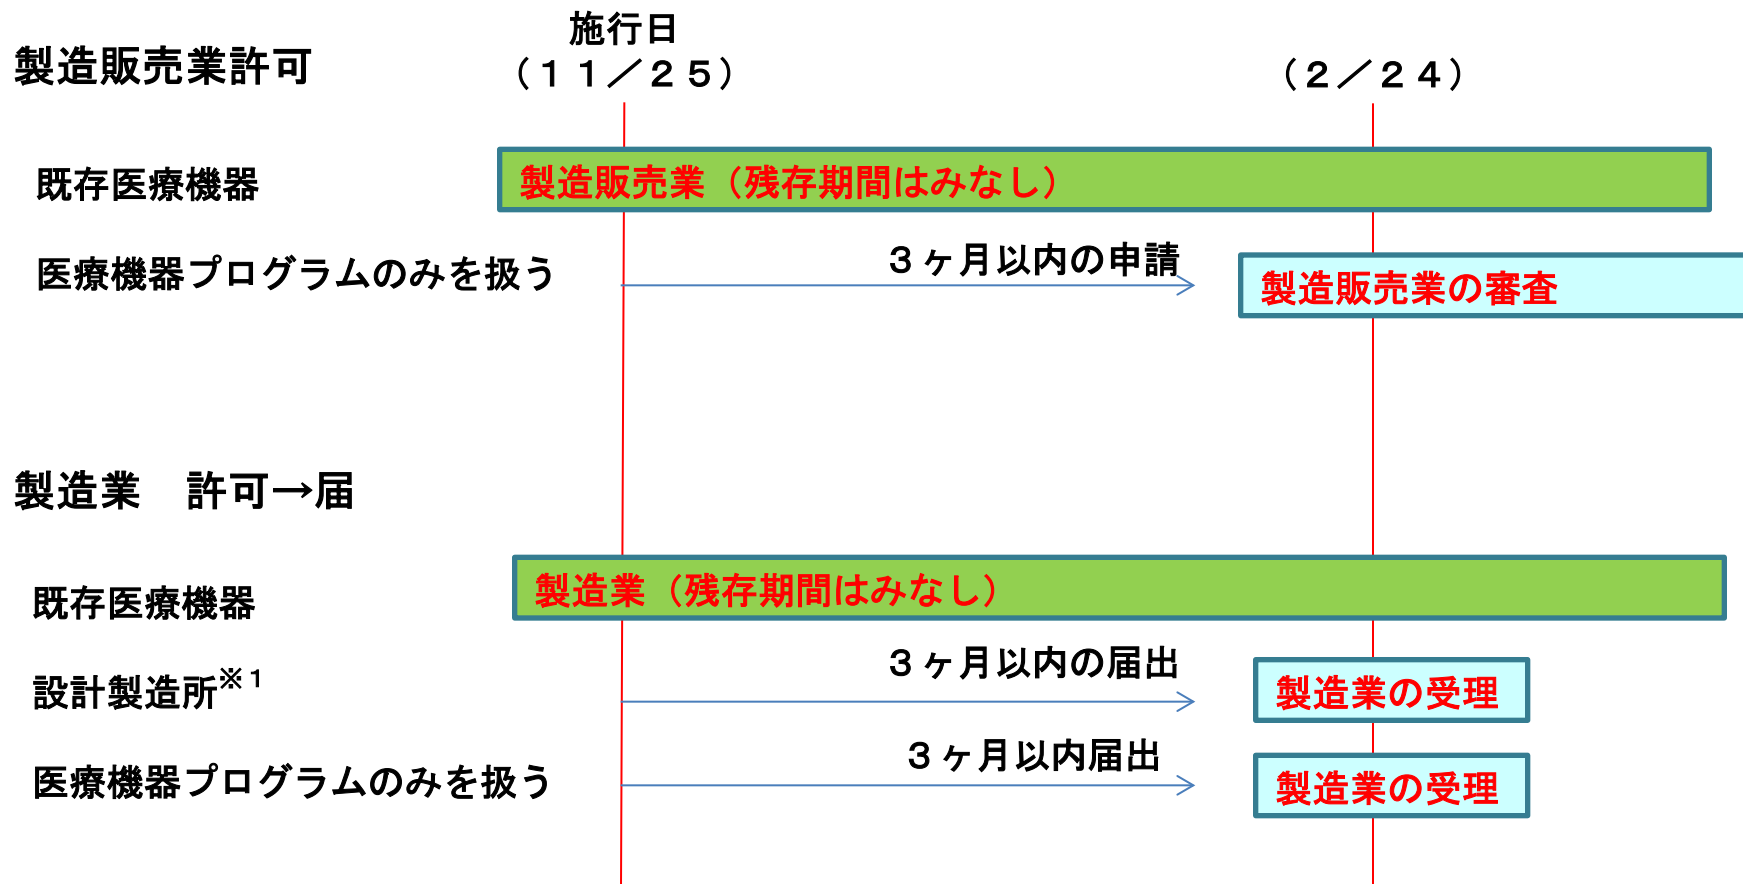 施行日
製造販売業許可
（１１／２５）
（２／２４）
既存医療機器
製造販売業（残存期間はみなし）
医療機器プログラムのみを扱う
３ヶ月以内の申請
製造販売業の審査
製造業　許可→届
既存医療機器
製造業（残存期間はみなし）
設計製造所※１
３ヶ月以内の届出
製造業の受理
医療機器プログラムのみを扱う
３ヶ月以内届出
製造業の受理